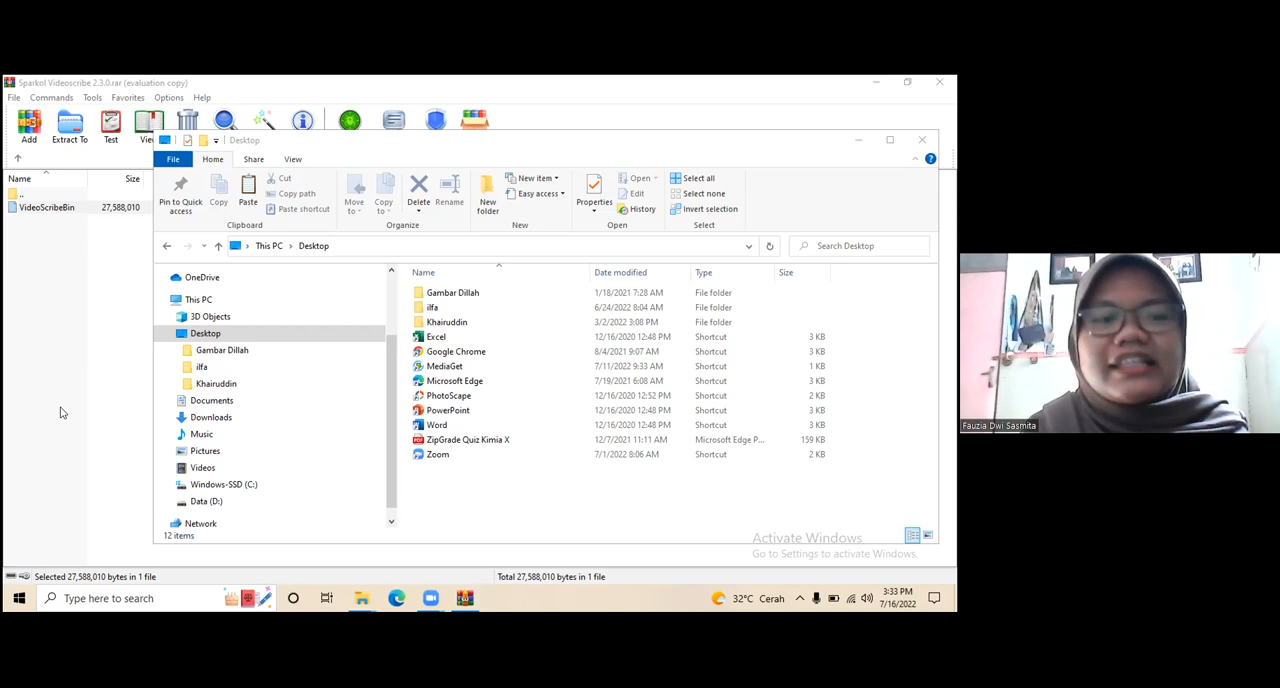 Sparkol Videoscribe 2.3.0.rar (evaluation copy)
File Commands Tools Favorites Options Help
Add Extract To Test
Desktop
File Home Share View
Pin to Quick access
Copy
Paste
Cut
Copy path
Paste shortcut
Clipboard
Move to
Copy to
Delete
Rename
Organize
New folder
New item
Easy access
New
Properties
Open
Edit
History
Open
Select all
Select none
Invert selection
Select
This PC > Desktop
Search Desktop
Name Size
..
VideoScribeBin 27,588,010
OneDrive
This PC
3D Objects
Desktop
Gambar Dillah
ilfa
Khairuddin
Documents
Downloads
Music
Pictures
Videos
Windows-SSD (C:)
Data (D:)
Network
12 items
Name Date modified Type Size
Gambar Dillah 1/18/2021 7:28 AM File folder
ilfa 6/24/2022 8:04 AM File folder
Khairuddin 3/2/2022 3:08 PM File folder
Excel 12/16/2020 12:48 PM Shortcut 3 KB
Google Chrome 8/4/2021 9:07 AM Shortcut 3 KB
MediaGet 7/11/2022 9:33 AM Shortcut 1 KB
Microsoft Edge 7/19/2021 6:08 AM Shortcut 3 KB
PhotoScape 12/16/2020 12:52 PM Shortcut 2 KB
PowerPoint 12/16/2020 12:48 PM Shortcut 3 KB
Word 12/16/2020 12:48 PM Shortcut 3 KB
ZipGrade Quiz Kimia X 12/7/2021 11:11 AM Microsoft Edge P... 159 KB
Zoom 7/1/2022 8:06 AM Shortcut 2 KB
Activate Windows
Go to Settings to activate Windows.
Selected 27,588,010 bytes in 1 file
Total 27,588,010 bytes in 1 file
Type here to search
32°C Cerah
3:33 PM
7/16/2022
Fauzia Dwi Sasmita